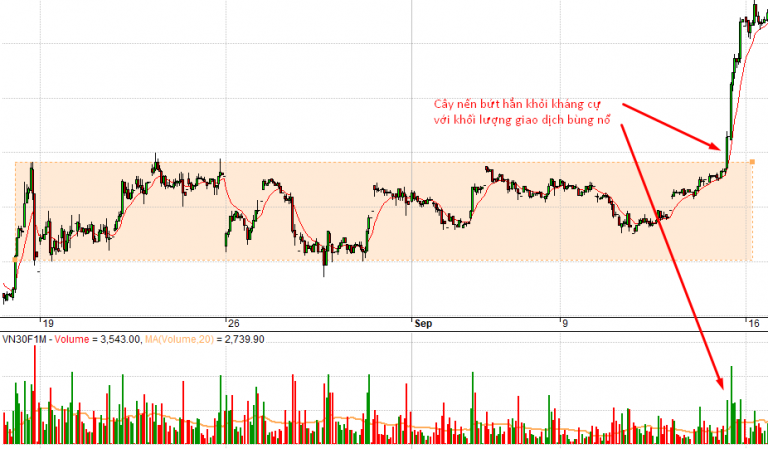 Cây nến bứt hẳn khỏi kháng cự
với khối lượng giao dịch bùng nổ
19 26 Sep 9 16
VN30F1M - Volume = 3,543.00, MA(Volume,20) = 2,739.90